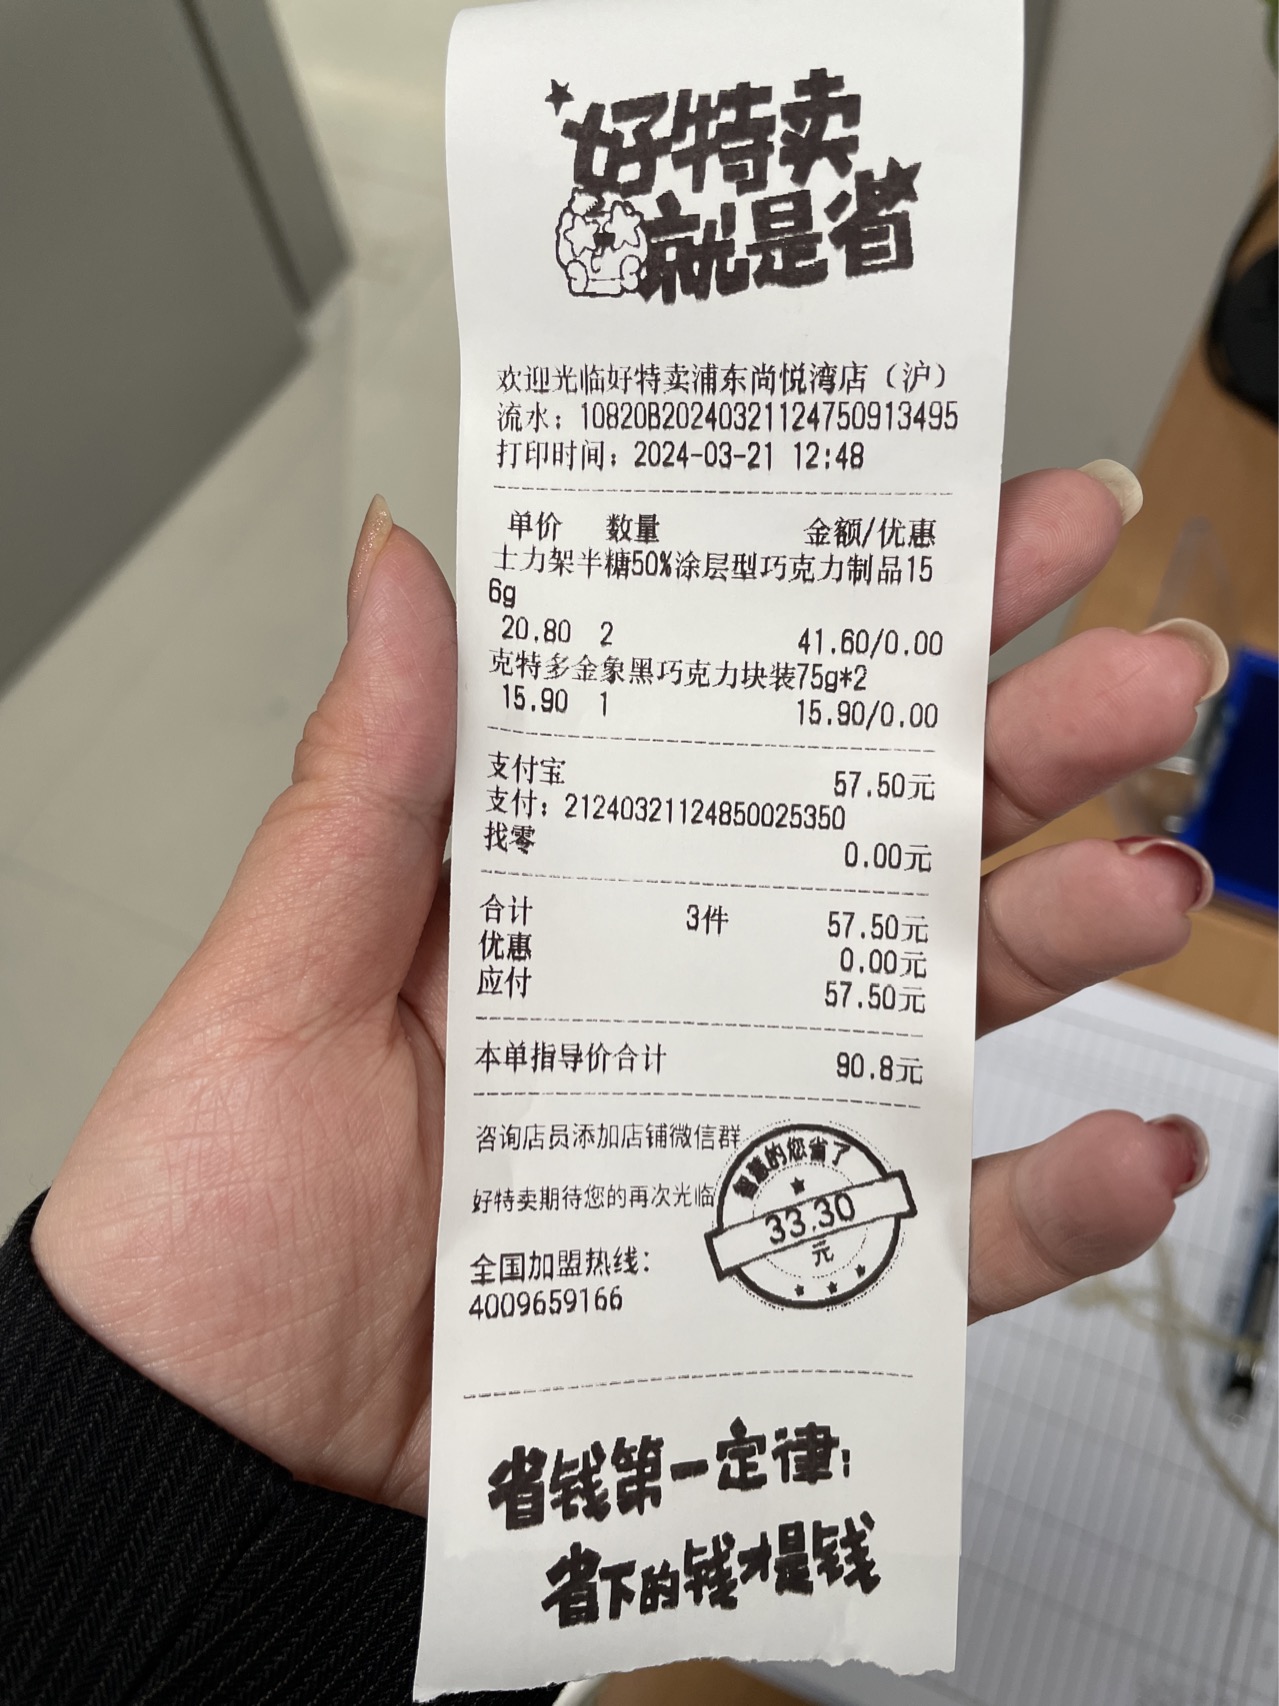 好特卖
就是省
欢迎光临好特卖浦东尚悦湾店（沪）
流水：10820B20240321124750913495
打印时间：2024-03-21 12:48
单价 数量 金额/优惠
士力架半糖50%涂层型巧克力制品15
6g
20.80 2 41.60/0.00
克特多金象黑巧克力块装75g*2
15.90 1 15.90/0.00
支付宝 57.50元
支付：21240321124850025350
找零 0.00元
合计 3件 57.50元
优惠 0.00元
应付 57.50元
本单指导价合计 90.8元
咨询店员添加店铺微信群
好特卖期待您的再次光临
智慧的您省了
33.30
元
全国加盟热线：
4009659166
省钱第一定律：
省下的钱才是钱